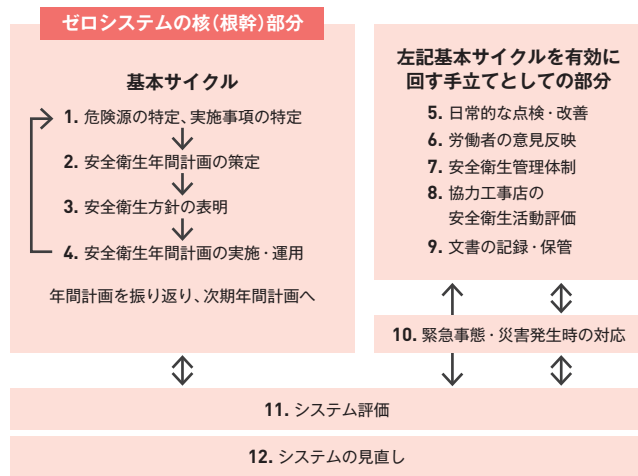 ゼロシステムの核(根幹)部分
基本サイクル
1. 危険源の特定、実施事項の特定
2. 安全衛生年間計画の策定
3. 安全衛生方針の表明
4. 安全衛生年間計画の実施・運用
年間計画を振り返り、次期年間計画へ
左記基本サイクルを有効に
回す手立てとしての部分
5. 日常的な点検・改善
6. 労働者の意見反映
7. 安全衛生管理体制
8. 協力工事店の
安全衛生活動評価
9. 文書の記録・保管
10. 緊急事態・災害発生時の対応
11. システム評価
12. システムの見直し